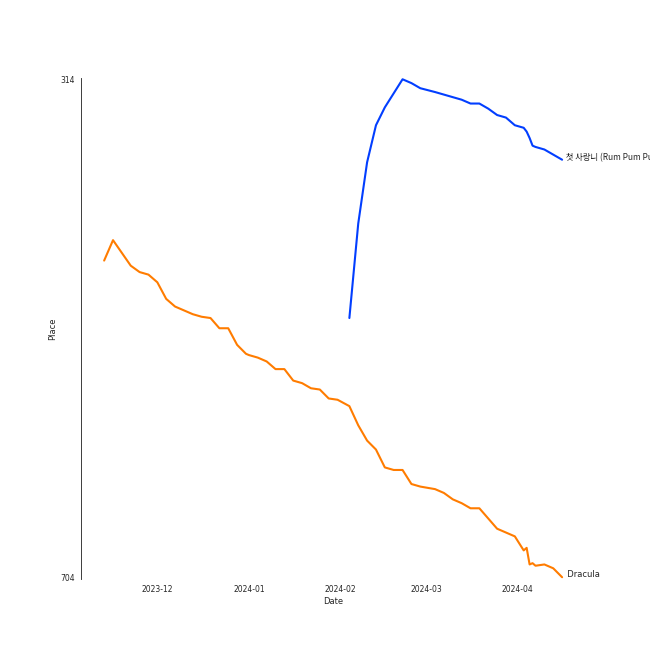 314
첫 사랑니 (Rum Pum Pu
Place
Dracula
704
2023-12 2024-01 2024-02 2024-03 2024-04
Date